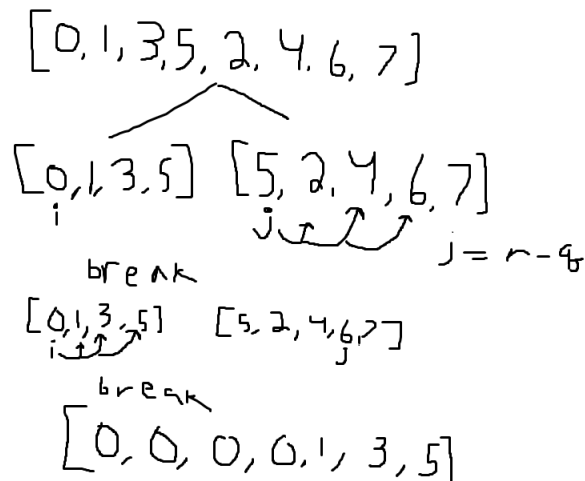 [0, 1, 3, 5, 2, 4, 6, 7]
[0, 1, 3, 5] [5, 2, 4, 6, 7]
i j
j = r - q
break
[0, 1, 3, 5] [5, 2, 4, 6, 7]
i j
break
[0, 0, 0, 0, 1, 3, 5]